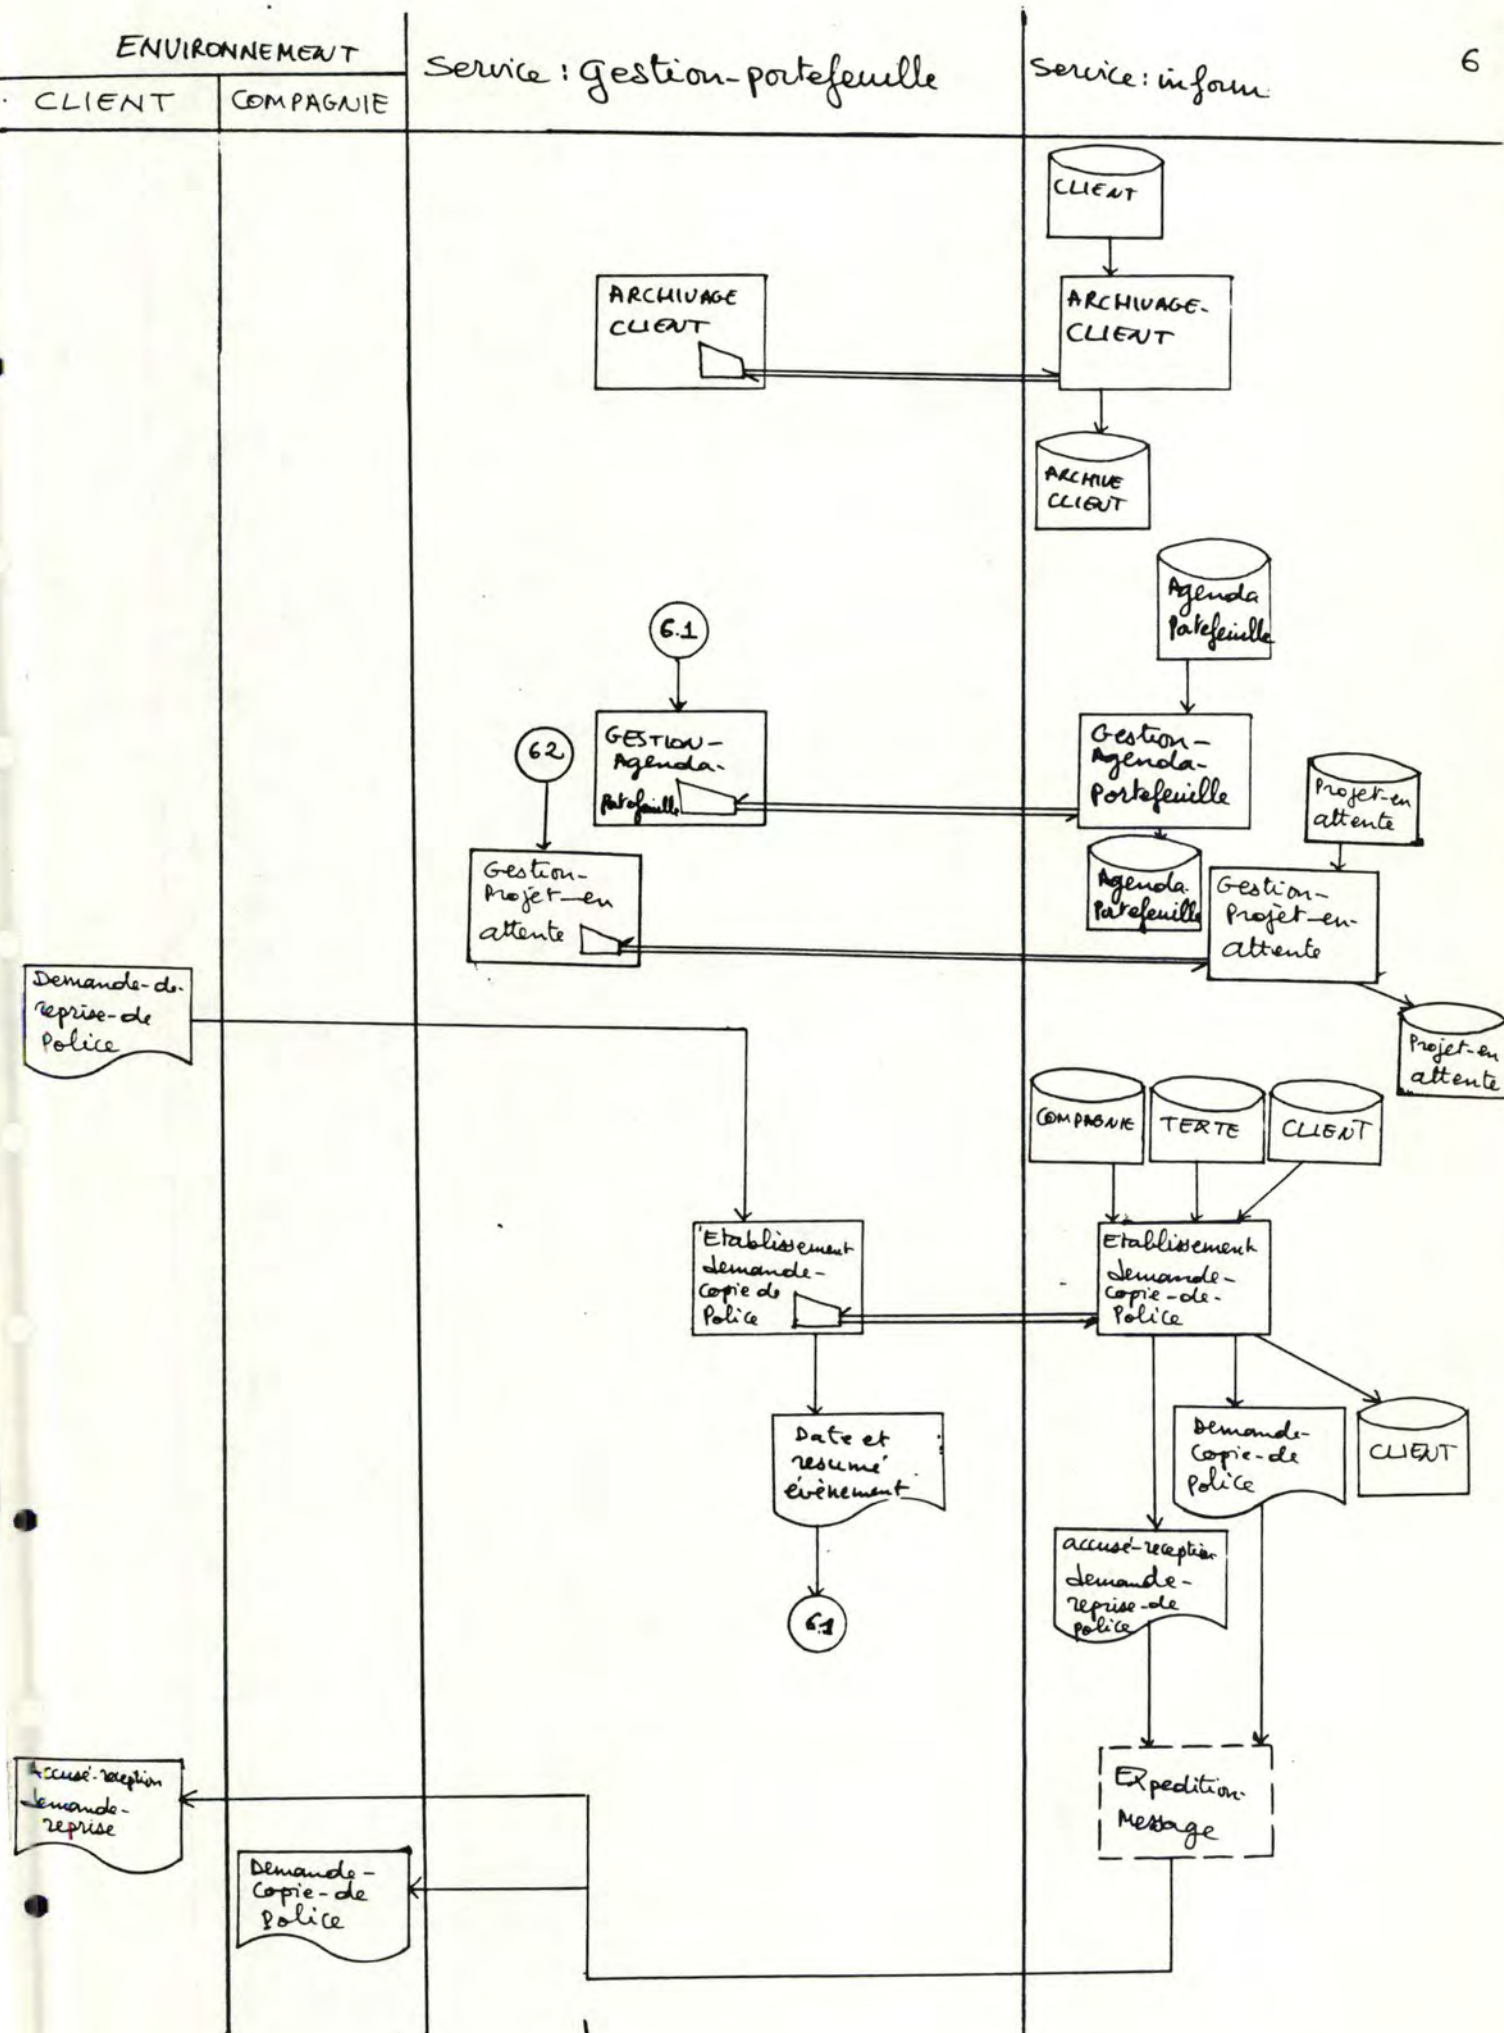 ENVIRONNEMENT
Service : Gestion-portefeuille
Service : inform
6
CLIENT
COMPAGNIE
CLIENT
ARCHIVAGE
CLIENT
ARCHIVAGE-
CLIENT
ARCHIVE
CLIENT
Agenda
Portefeuille
6.1
GESTION-
Agenda-
Portefeuille
Gestion-
Agenda-
Portefeuille
62
Projet-en
attente
Gestion-
Projet-en
attente
Agenda-
Portefeuille
Gestion-
Projet-en-
attente
Demande-de-
reprise-de
Police
Projet-en
attente
COMPAGNIE
TEXTE
CLIENT
Etablissement
demande-
Copie de
Police
Etablissement
demande-
copie-de-
Police
Date et
resumé
évènement
Demande-
Copie-de
police
CLIENT
accusé-reception
demande-
reprise-de
police
6.1
Accusé-reception
demande-
reprise
Expedition-
Message
Demande-
Copie-de
Police